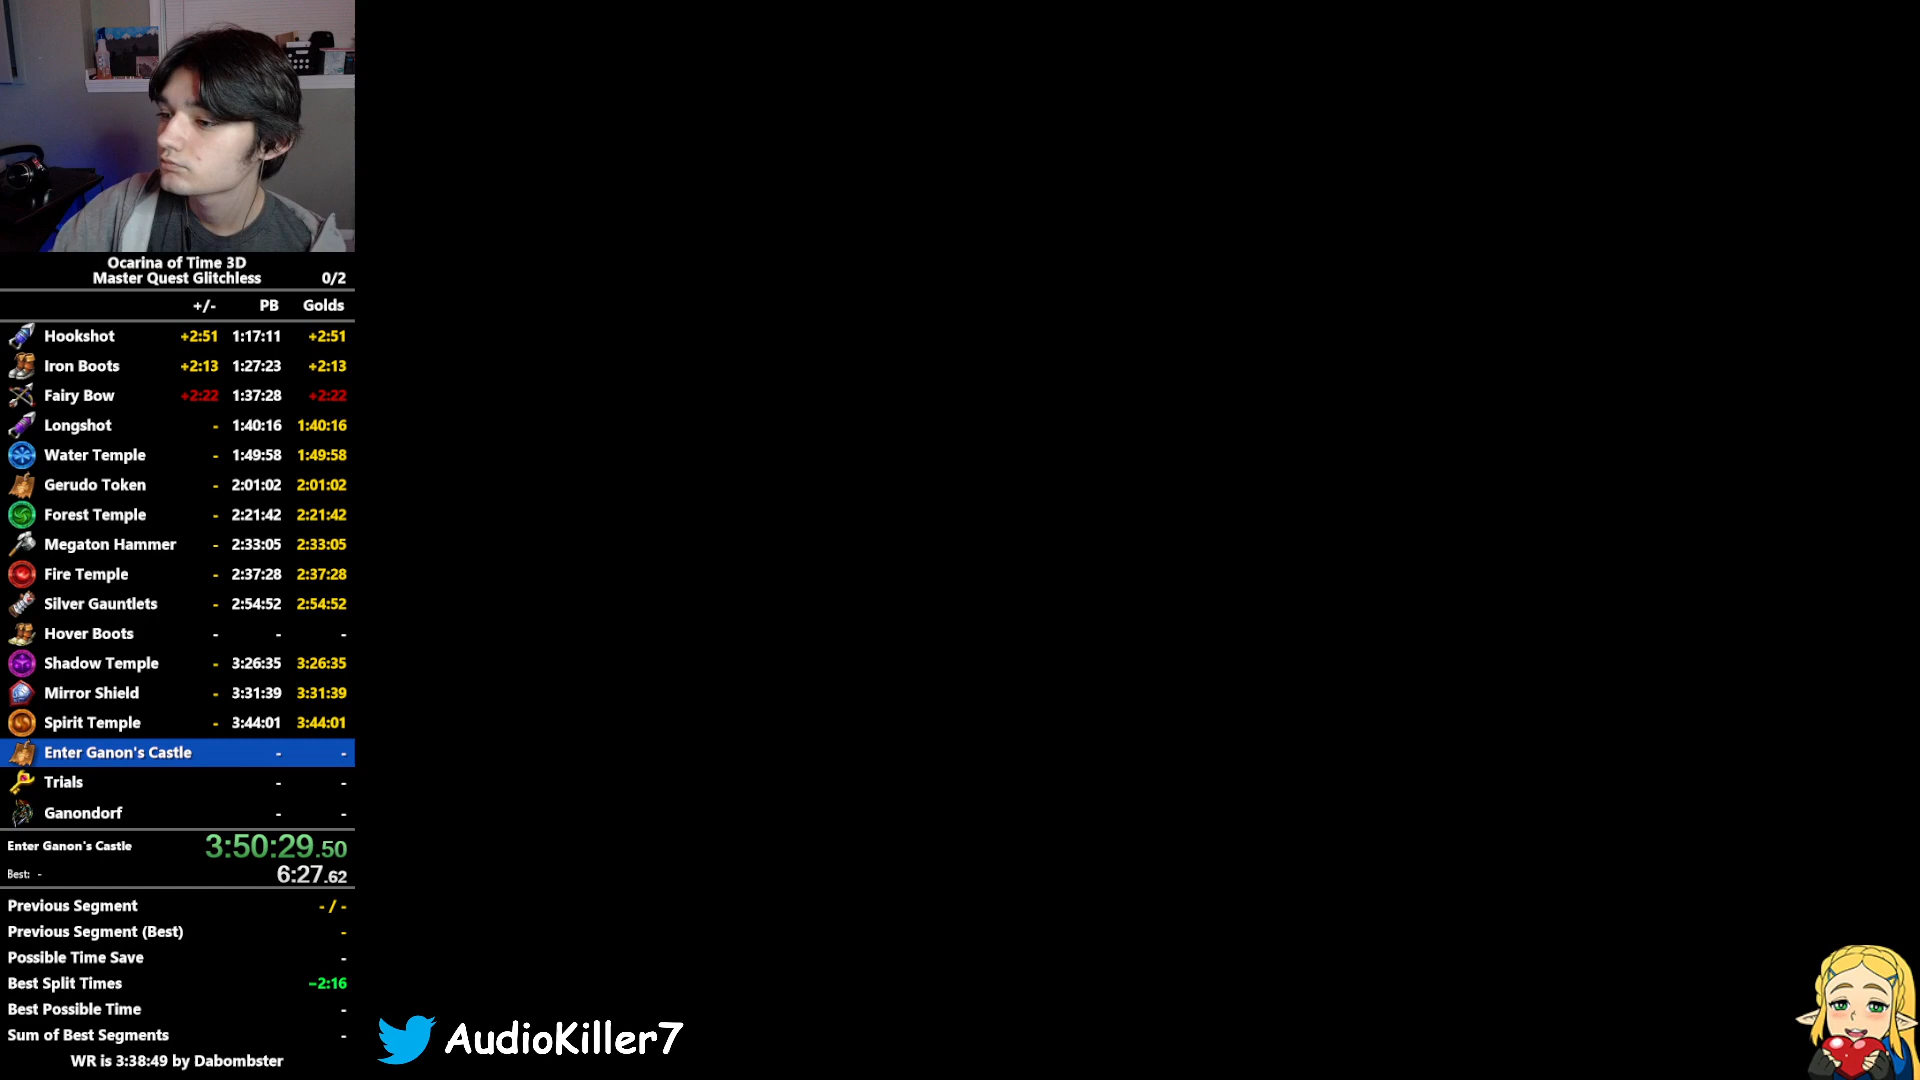 Ocarina of Time 3D
Master Quest Glitchless 0/2
+/- PB Golds
Hookshot +2:51 1:17:11 +2:51
Iron Boots +2:13 1:27:23 +2:13
Fairy Bow +2:22 1:37:28 +2:22
Longshot - 1:40:16 1:40:16
Water Temple - 1:49:58 1:49:58
Gerudo Token - 2:01:02 2:01:02
Forest Temple - 2:21:42 2:21:42
Megaton Hammer - 2:33:05 2:33:05
Fire Temple - 2:37:28 2:37:28
Silver Gauntlets - 2:54:52 2:54:52
Hover Boots - - -
Shadow Temple - 3:26:35 3:26:35
Mirror Shield - 3:31:39 3:31:39
Spirit Temple - 3:44:01 3:44:01
Enter Ganon's Castle - -
Trials - -
Ganondorf - -
Enter Ganon's Castle 3:50:29.50
Best: - 6:27.62
Previous Segment - / -
Previous Segment (Best) -
Possible Time Save -
Best Split Times −2:16
Best Possible Time -
Sum of Best Segments -
WR is 3:38:49 by Dabombster
AudioKiller7